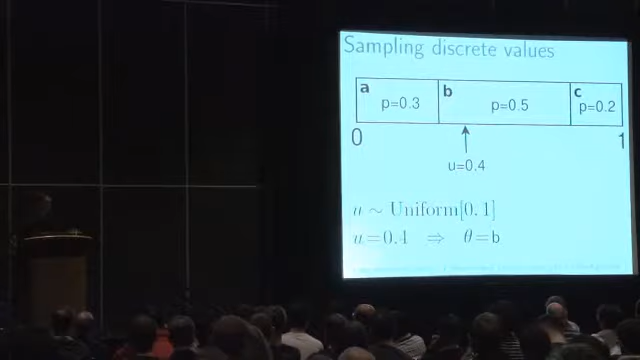 Sampling discrete values
a b c
p=0.3 p=0.5 p=0.2
0 1
u=0.4
u ~ Uniform[0, 1]
u=0.4 ⇒ θ=b